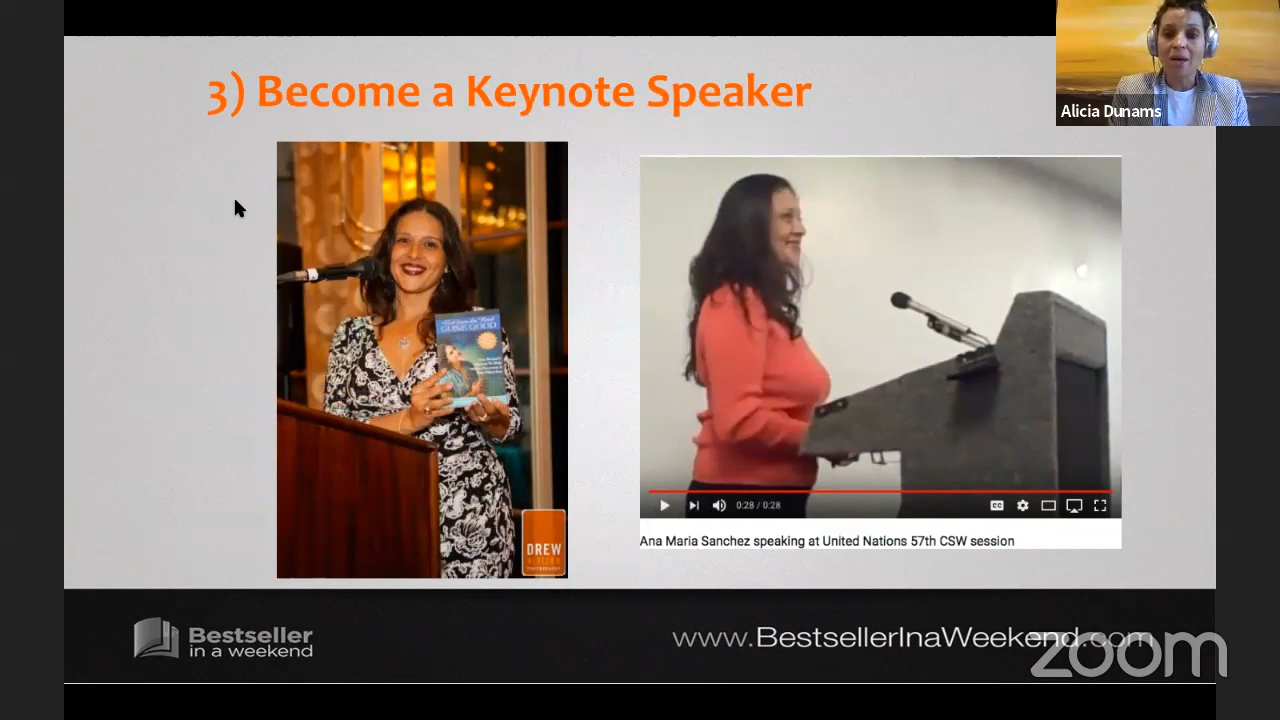 3) Become a Keynote Speaker
Alicia Dunams
DREW
0:28 / 0:28
CC
Ana Maria Sanchez speaking at United Nations 57th CSW session
Bestseller
in a weekend
www.BestsellerInaWeekend.com
zoom